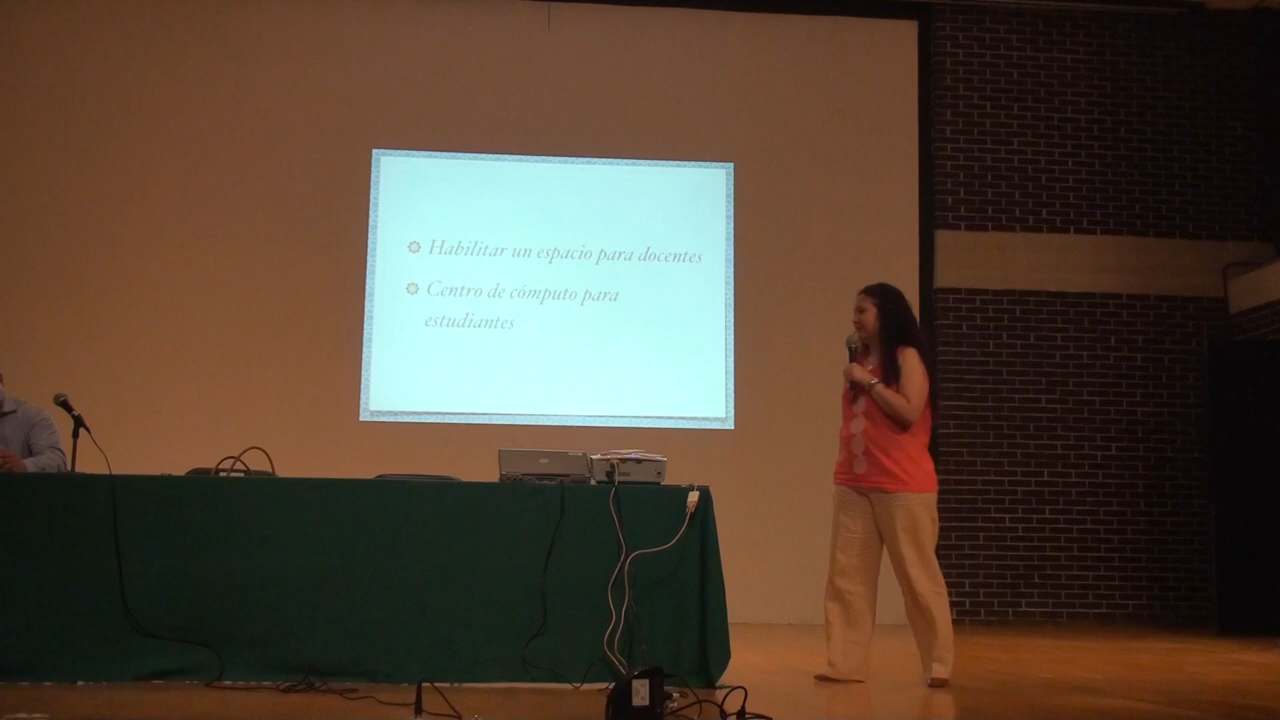 Habilitar un espacio para docentes
Centro de cómputo para
estudiantes